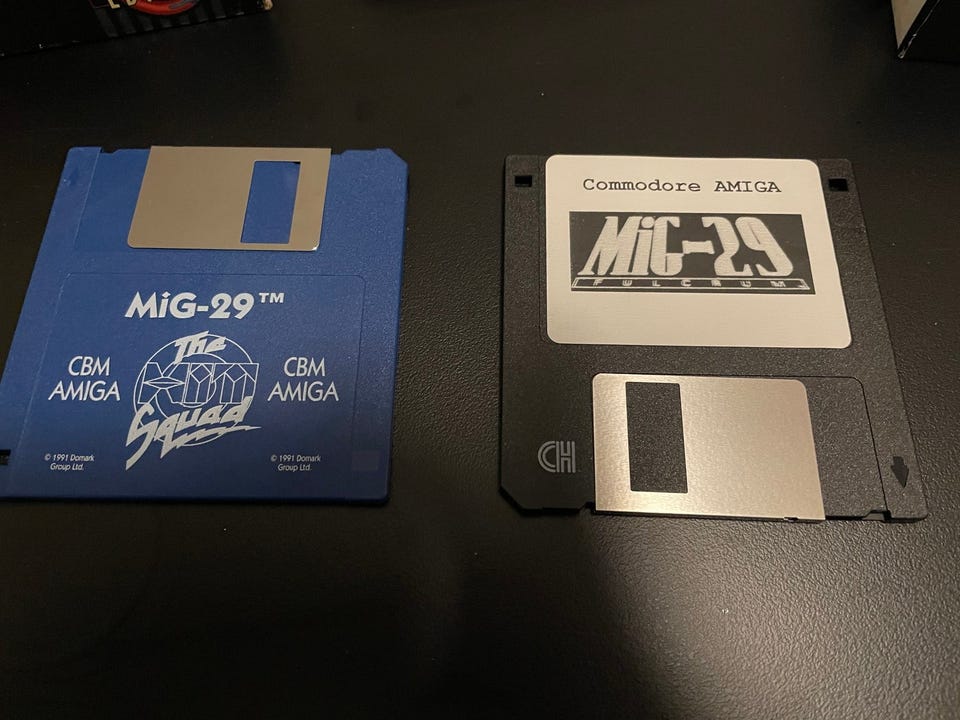 MiG-29™
CBM
AMIGA
The
Kixx
Squad
CBM
AMIGA
© 1991 Domark
Group Ltd.
© 1991 Domark
Group Ltd.
Commodore AMIGA
MiG-29
FULCRUM
CH